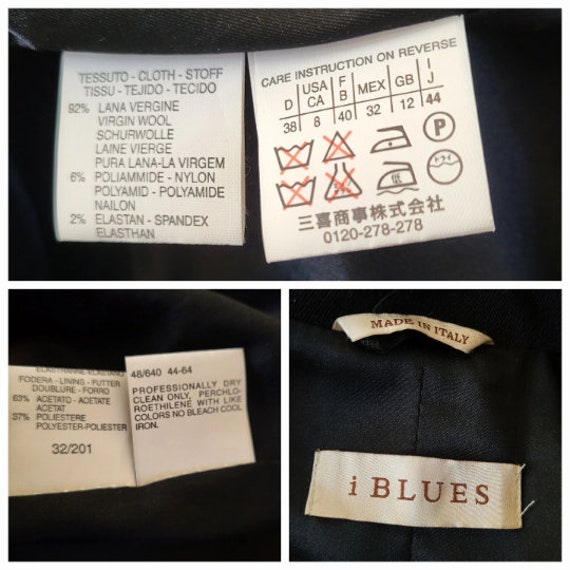 TESSUTO - CLOTH - STOFF
TISSU - TEJIDO - TECIDO
92% LANA VERGINE
VIRGIN WOOL
SCHURWOLLE
LAINE VIERGE
PURA LANA-LA VIRGEM
6% POLIAMMIDE - NYLON
POLYAMID - POLYAMIDE
NAILON
2% ELASTAN - SPANDEX
ELASTHAN
CARE INSTRUCTION ON REVERSE
D USA CA F B MEX GB I J
38 8 40 32 12 44
P
ドライ
低
三喜商事株式会社
0120-278-278
FODERA - LINING - FUTTER
DOUBLURE - FORRO
63% ACETATO - ACETATE
ACETAT
37% POLIESTERE
POLYESTER-POLIESTER
32/201
48/640 44-64
PROFESSIONALLY DRY
CLEAN ONLY, PERCHLO-
ROETHILENE WITH LIKE
COLORS NO BLEACH COOL
IRON.
MADE IN ITALY
i BLUES